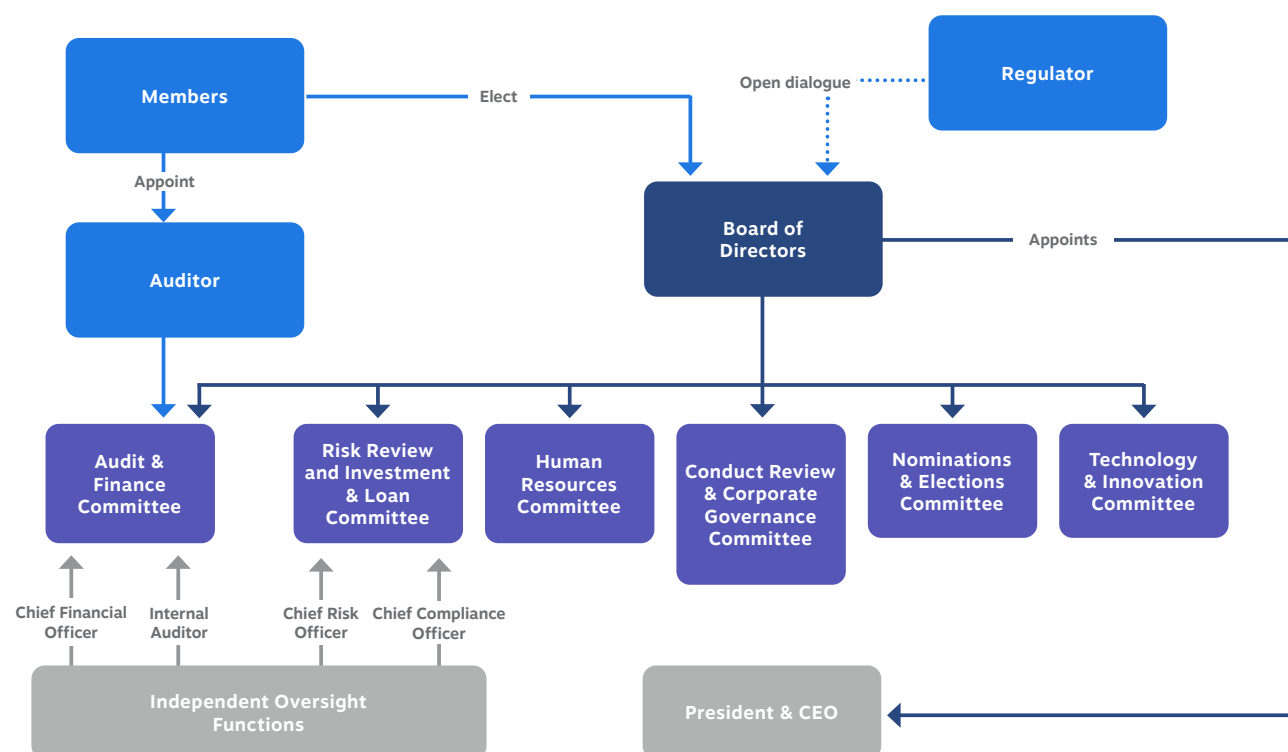 Members
Elect
Open dialogue
Regulator
Appoint
Board of
Directors
Appoints
Auditor
Audit &
Finance
Committee
Risk Review
and Investment
& Loan
Committee
Human
Resources
Committee
Conduct Review
& Corporate
Governance
Committee
Nominations
& Elections
Committee
Technology
& Innovation
Committee
Chief Financial
Officer
Internal
Auditor
Chief Risk
Officer
Chief Compliance
Officer
Independent Oversight
Functions
President & CEO